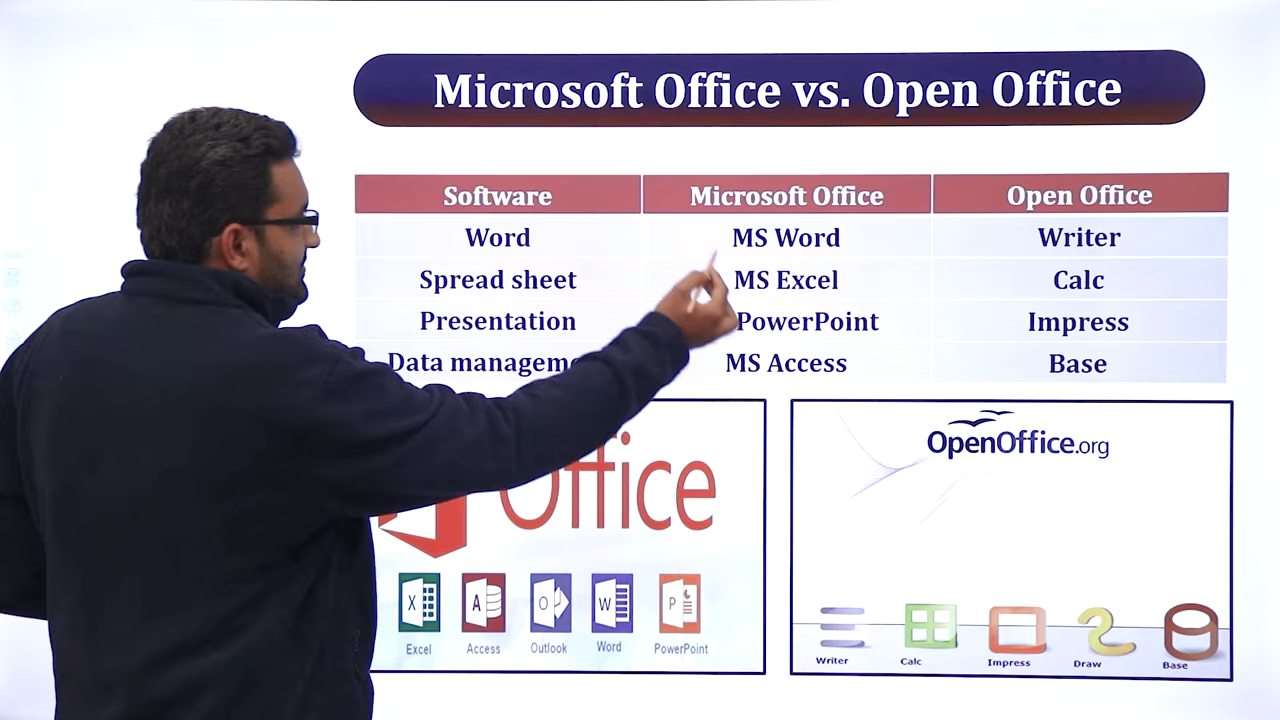 Microsoft Office vs. Open Office
Software Microsoft Office Open Office
Word MS Word Writer
Spread sheet MS Excel Calc
Presentation PowerPoint Impress
Data manageme MS Access Base
Office
OpenOffice.org
X A O W P
Excel Access Outlook Word PowerPoint
Writer Calc Impress Draw Base